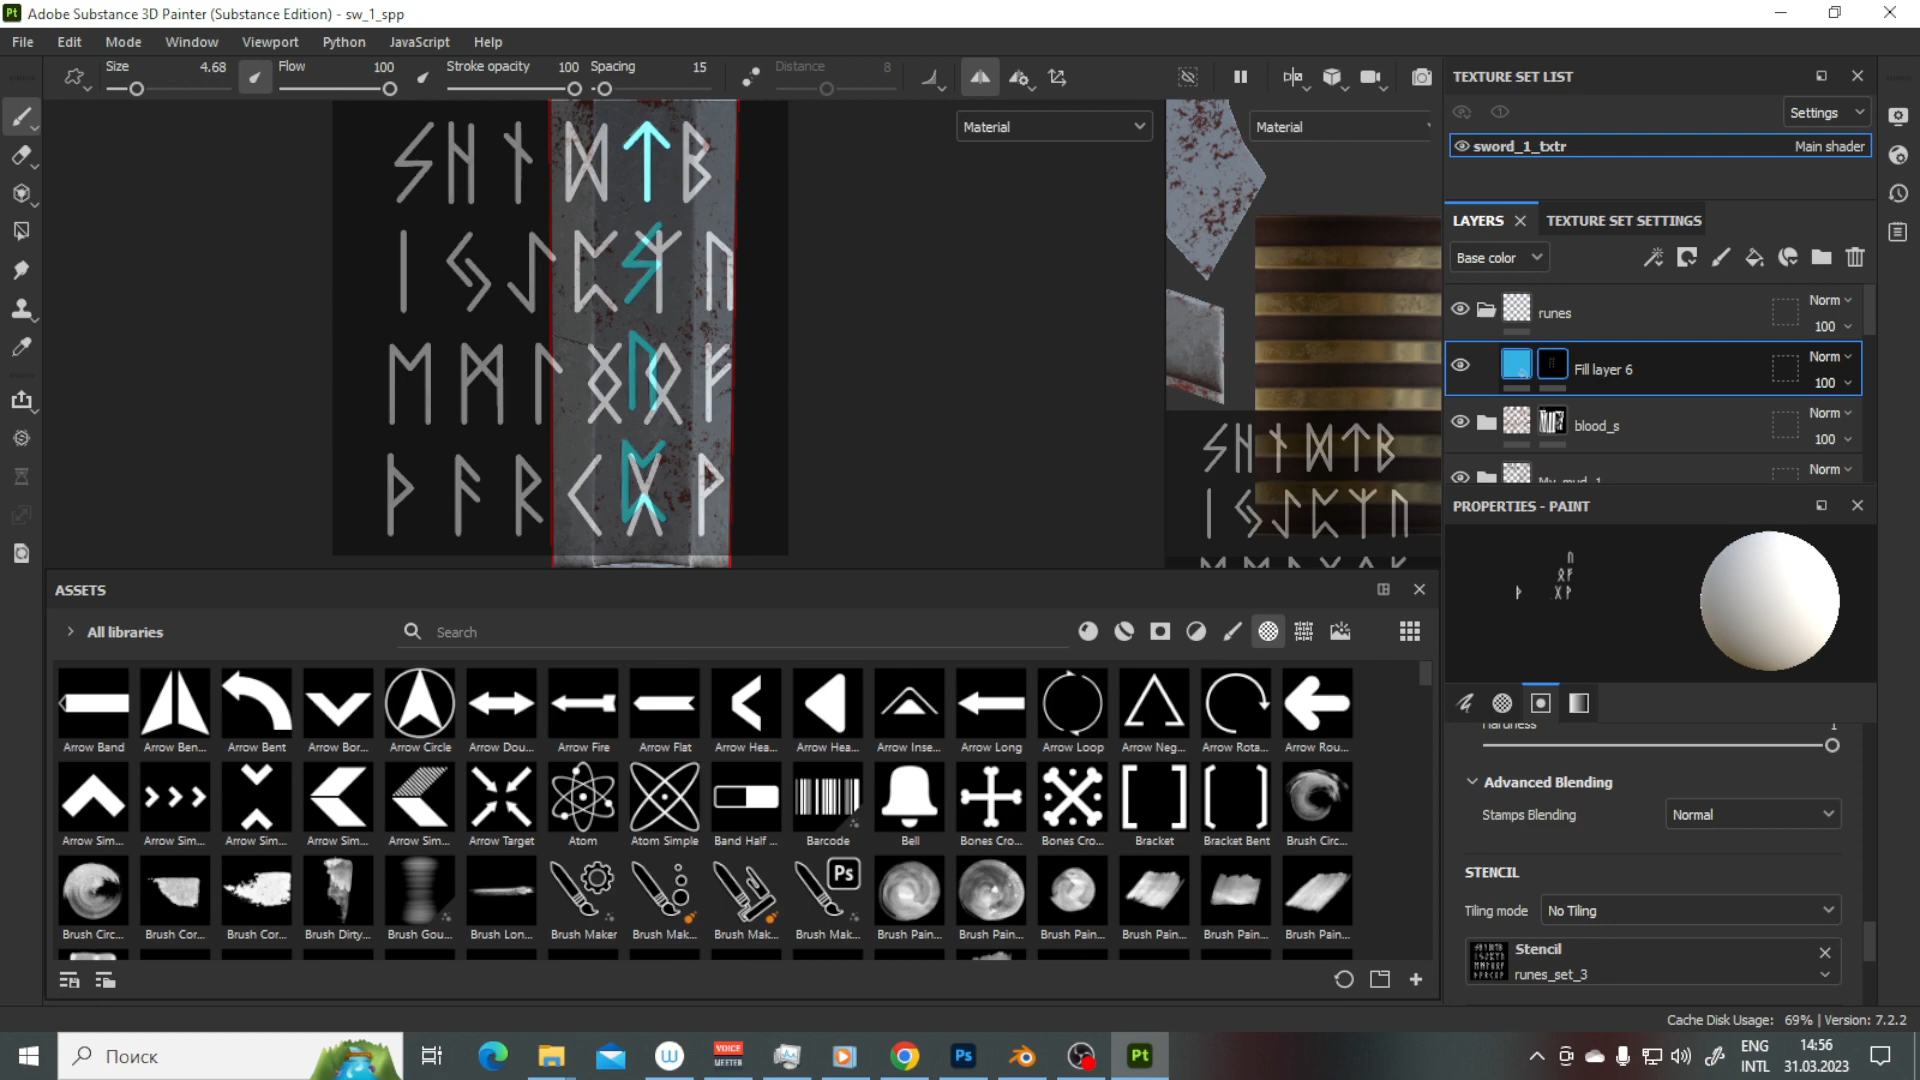 Adobe Substance 3D Painter (Substance Edition) - sw_1_spp
File Edit Mode Window Viewport Python JavaScript Help
Size 4.68 Flow 100 Stroke opacity 100 Spacing 15 Distance 8
Material
Material
ASSETS
All libraries
Search
Arrow Band Arrow Ben... Arrow Bent Arrow Bor... Arrow Circle Arrow Dou... Arrow Fire Arrow Flat Arrow Hea... Arrow Hea... Arrow Inse... Arrow Long Arrow Loop Arrow Neg... Arrow Rota... Arrow Rou...
Arrow Sim... Arrow Sim... Arrow Sim... Arrow Sim... Arrow Sim... Arrow Target Atom Atom Simple Band Half ... Barcode Bell Bones Cro... Bones Cro... Bracket Bracket Bent Brush Circ...
Ps
Brush Circ... Brush Cor... Brush Cor... Brush Dirty... Brush Gou... Brush Lon... Brush Maker Brush Mak... Brush Mak... Brush Mak... Brush Pain... Brush Pain... Brush Pain... Brush Pain... Brush Pain... Brush Pain...
TEXTURE SET LIST
Settings
sword_1_txtr Main shader
LAYERS TEXTURE SET SETTINGS
Base color
runes Norm 100
Fill layer 6 Norm 100
blood_s Norm 100
My_mud_1 Norm
PROPERTIES - PAINT
Hardness 1
Advanced Blending
Stamps Blending Normal
STENCIL
Tiling mode No Tiling
Stencil
runes_set_3
Cache Disk Usage: 69% | Version: 7.2.2
Поиск
VOICE
MEETER
Ps
Pt
ENG
INTL
14:56
31.03.2023